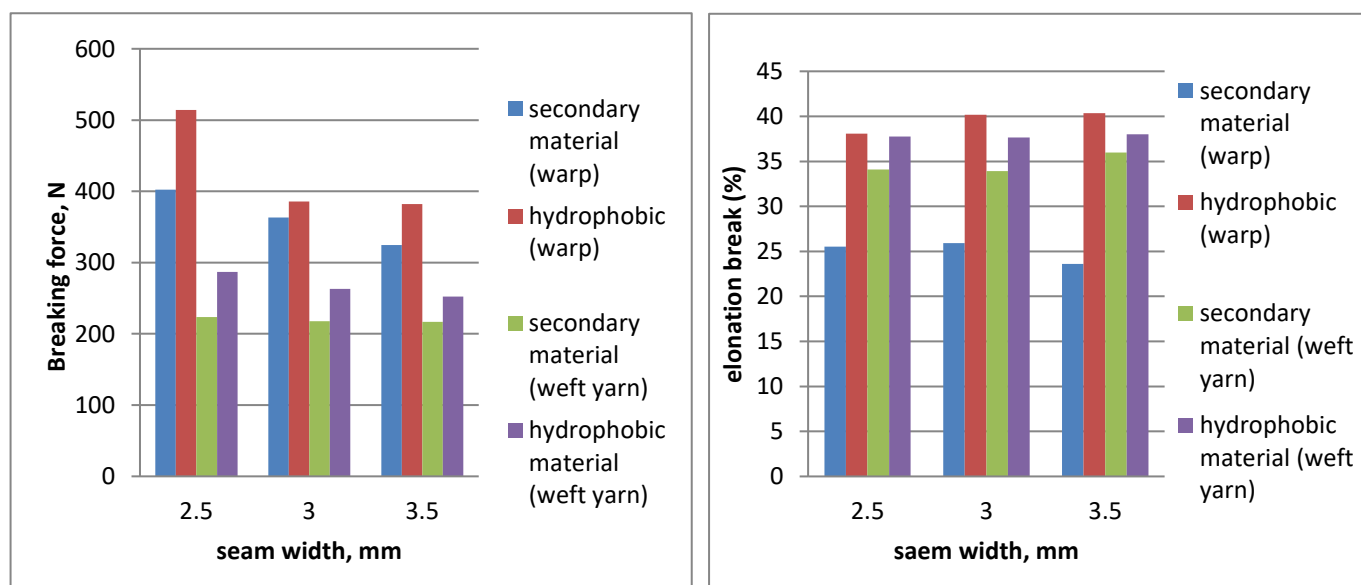 600
500
400
300
200
100
0
Breaking force, N
2.5
3
3.5
seam width, mm
secondary
material
(warp)
hydrophobic
(warp)
secondary
material
(weft yarn)
hydrophobic
material
(weft yarn)
45
40
35
30
25
20
15
10
5
0
elonation break (%)
2.5
3
3.5
saem width, mm
secondary
material
(warp)
hydrophobic
(warp)
secondary
material (weft
yarn)
hydrophobic
material (weft
yarn)